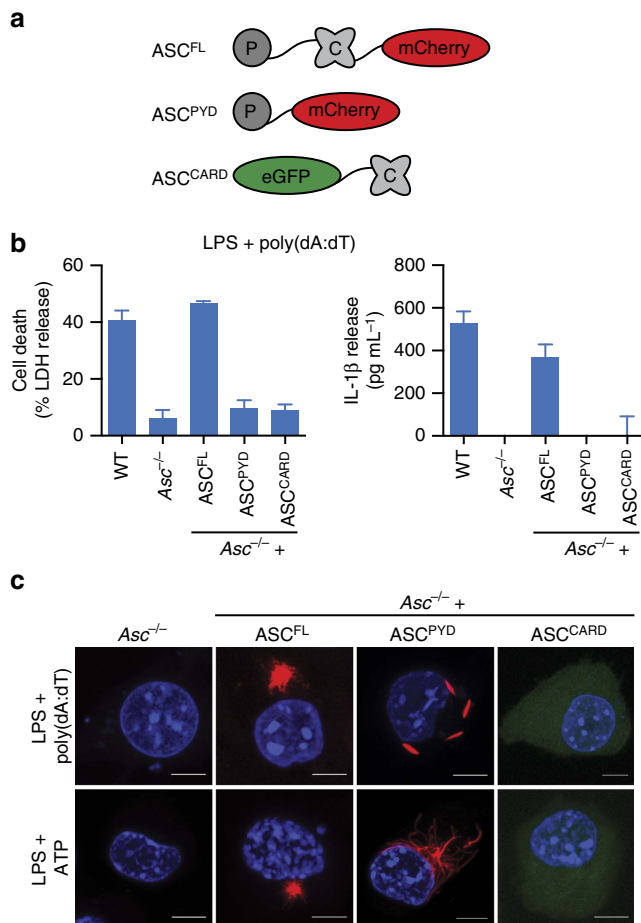 a
ASC^FL P C mCherry
ASC^PYD P mCherry
ASC^CARD eGFP C
b
LPS + poly(dA:dT)
Cell death
(% LDH release)
60
40
20
0
WT
Asc^–/–
ASC^FL
ASC^PYD
ASC^CARD
Asc^–/– +
IL-1β release
(pg mL^–1)
800
600
400
200
0
WT
Asc^–/–
ASC^FL
ASC^PYD
ASC^CARD
Asc^–/– +
c
Asc^–/– +
Asc^–/– ASC^FL ASC^PYD ASC^CARD
LPS +
poly(dA:dT)
LPS +
ATP